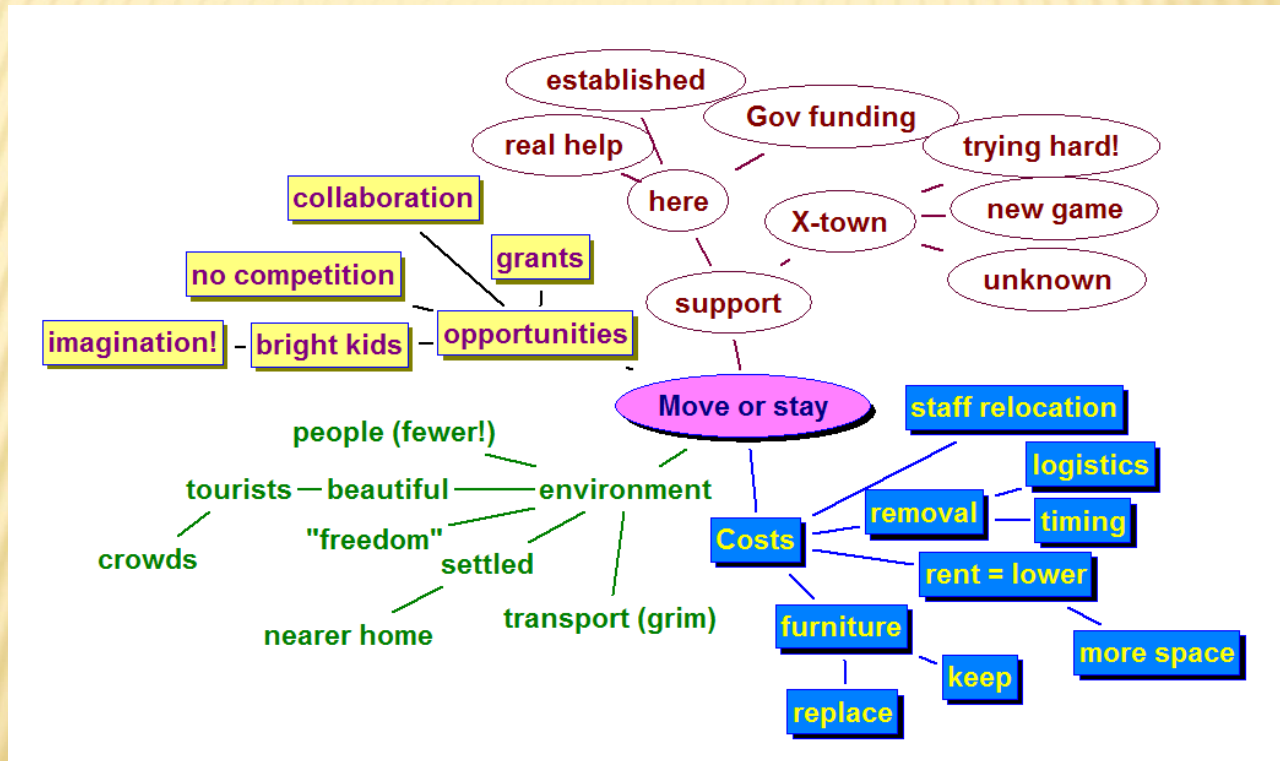 established
Gov funding
real help
trying hard!
collaboration
here
new game
X-town
grants
no competition
unknown
support
opportunities
imagination!
bright kids
Move or stay
staff relocation
people (fewer!)
logistics
tourists
beautiful
environment
removal
timing
"freedom"
Costs
crowds
settled
rent = lower
transport (grim)
furniture
nearer home
more space
keep
replace